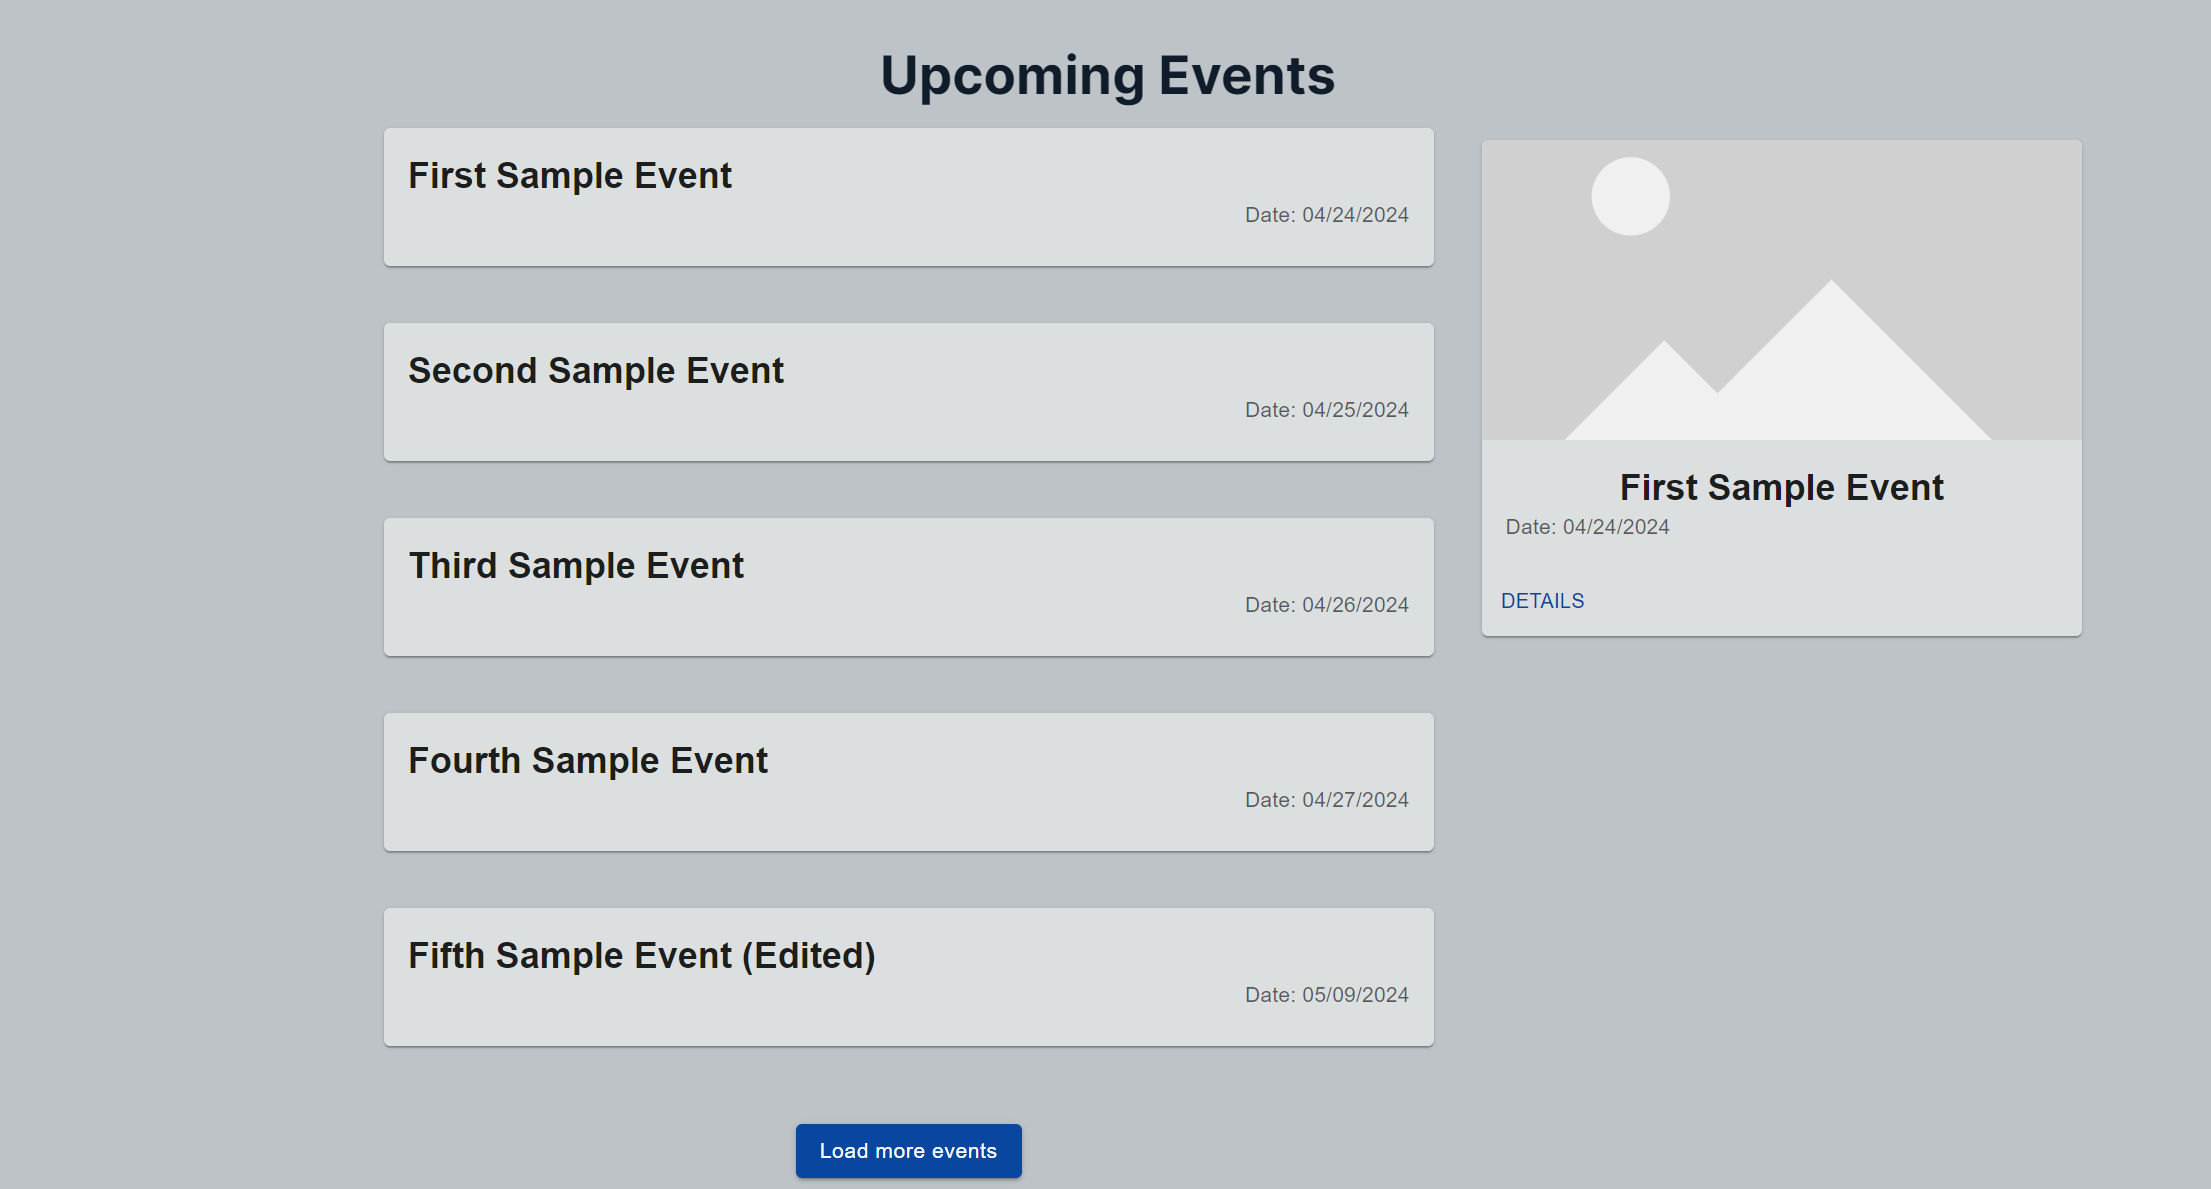 Upcoming Events
First Sample Event
Date: 04/24/2024
Second Sample Event
Date: 04/25/2024
Third Sample Event
Date: 04/26/2024
Fourth Sample Event
Date: 04/27/2024
Fifth Sample Event (Edited)
Date: 05/09/2024
Load more events
First Sample Event
Date: 04/24/2024
DETAILS